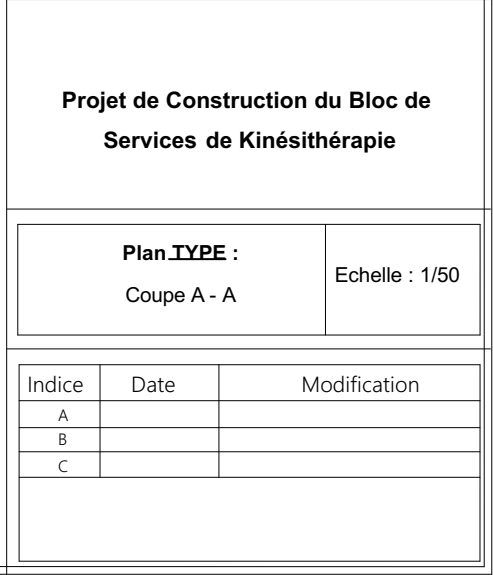 Projet de Construction du Bloc de
Services de Kinésithérapie
Plan TYPE :
Coupe A - A
Echelle : 1/50
Indice Date Modification
A
B
C